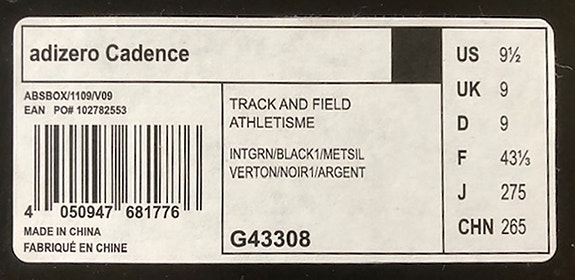 adizero Cadence
ABSBOX/1109/V09
EAN PO# 102782553
4 050947 681776
MADE IN CHINA
FABRIQUÉ EN CHINE
TRACK AND FIELD
ATHLETISME
INTGRN/BLACK1/METSIL
VERTON/NOIR1/ARGENT
G43308
US 9½
UK 9
D 9
F 43⅓
J 275
CHN 265